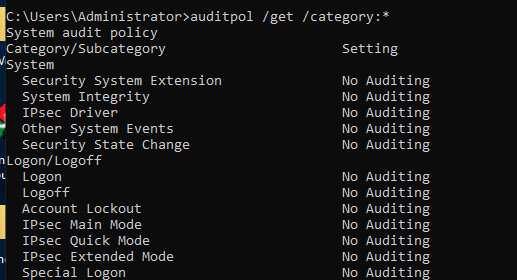 C:\Users\Administrator>auditpol /get /category:*
System audit policy
Category/Subcategory                      Setting
System
  Security System Extension               No Auditing
  System Integrity                        No Auditing
  IPsec Driver                            No Auditing
  Other System Events                     No Auditing
  Security State Change                   No Auditing
Logon/Logoff
  Logon                                   No Auditing
  Logoff                                  No Auditing
  Account Lockout                         No Auditing
  IPsec Main Mode                         No Auditing
  IPsec Quick Mode                        No Auditing
  IPsec Extended Mode                     No Auditing
  Special Logon                           No Auditing